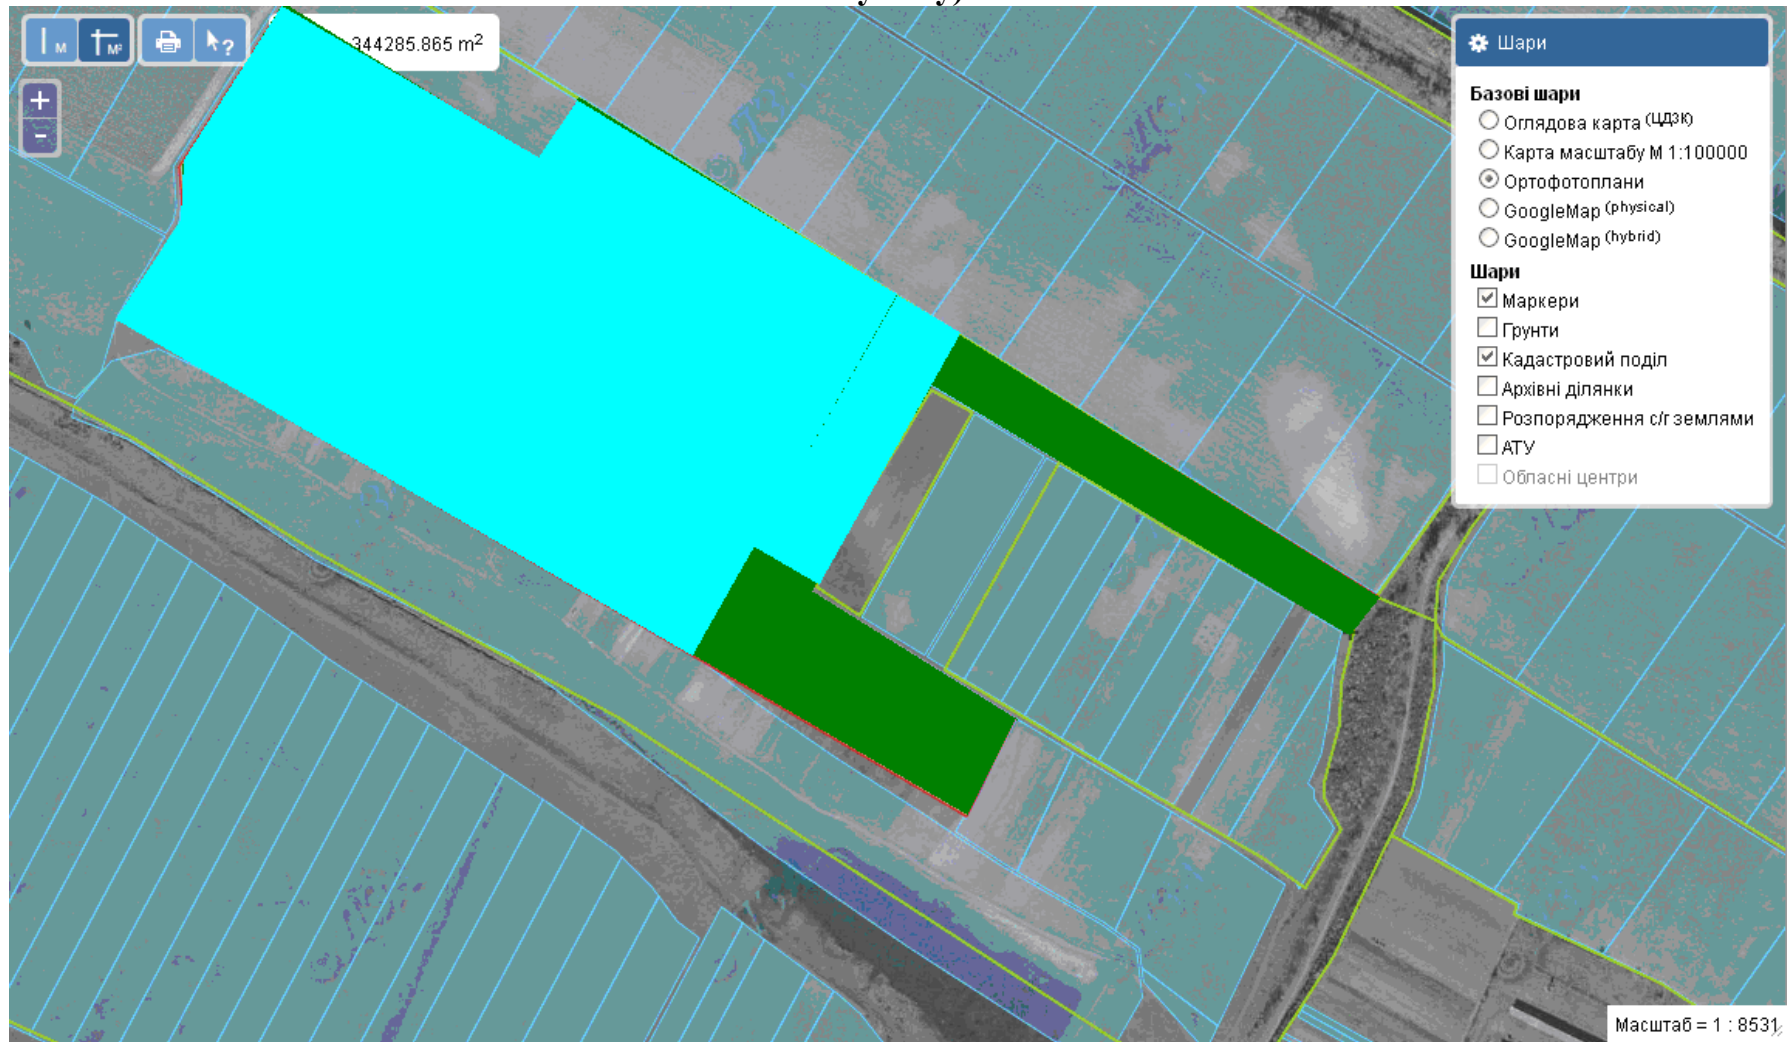 344285.865 m²
М
М²
?
+
-
Шари
Базові шари
Оглядова карта (ЦДЗК)
Карта масштабу М 1:100000
Ортофотоплани
GoogleMap (physical)
GoogleMap (hybrid)
Шари
Маркери
Грунти
Кадастровий поділ
Архівні ділянки
Розпорядження с/г землями
АТУ
Обласні центри
Масштаб = 1 : 8531